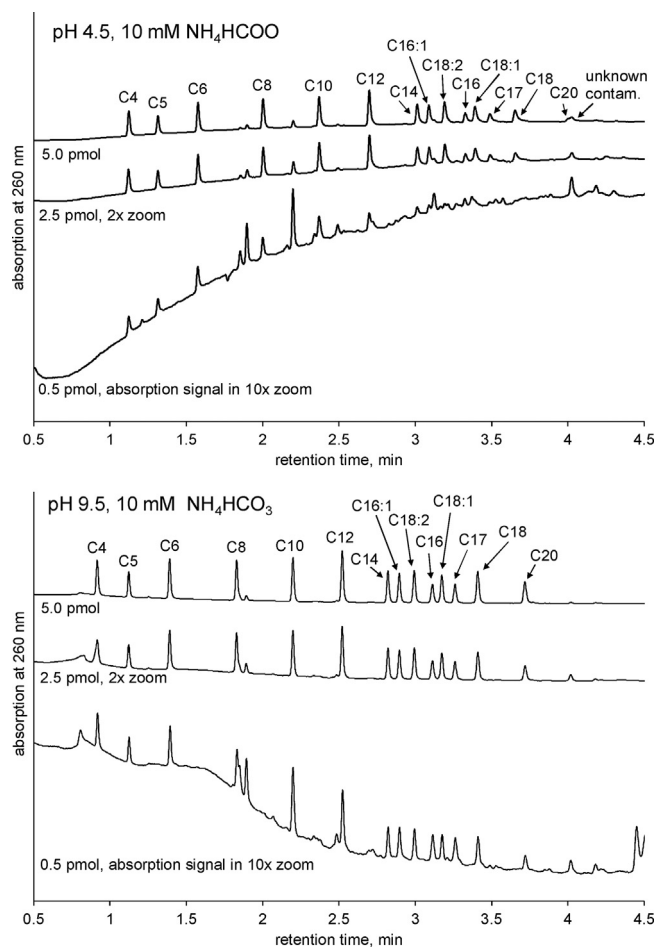 pH 4.5, 10 mM NH₄HCOO
C4
C5
C6
C8
C10
C12
C14
C16:1
C18:2
C16
C18:1
C17
C18
C20
unknown
contam.
5.0 pmol
2.5 pmol, 2x zoom
0.5 pmol, absorption signal in 10x zoom
absorption at 260 nm
0.5 1 1.5 2 2.5 3 3.5 4 4.5
retention time, min
pH 9.5, 10 mM NH₄HCO₃
C4
C5
C6
C8
C10
C12
C14
C16:1
C18:2
C16
C18:1
C17
C18
C20
5.0 pmol
2.5 pmol, 2x zoom
0.5 pmol, absorption signal in 10x zoom
absorption at 260 nm
0.5 1 1.5 2 2.5 3 3.5 4 4.5
retention time, min